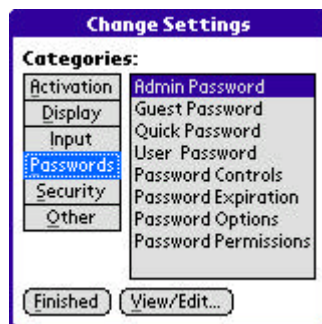 Change Settings
Categories:
Activation
Display
Input
Passwords
Security
Other
Admin Password
Guest Password
Quick Password
User Password
Password Controls
Password Expiration
Password Options
Password Permissions
Finished
View/Edit...